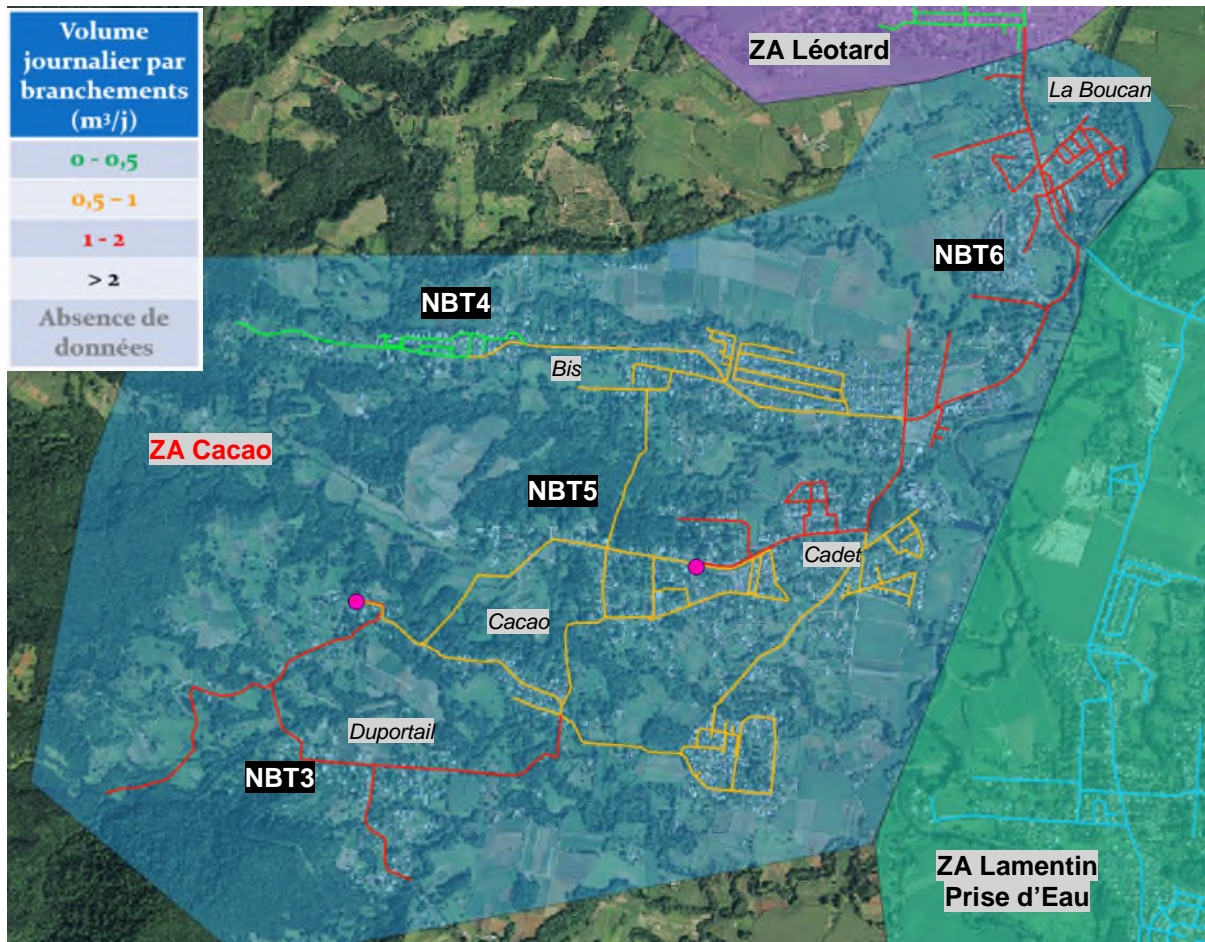 Volume
journalier par
branchements
(m³/j)
0 - 0,5
0,5 – 1
1 - 2
> 2
Absence de
données
ZA Léotard
La Boucan
NBT6
NBT4
Bis
ZA Cacao
NBT5
Cadet
Cacao
Duportail
NBT3
ZA Lamentin
Prise d'Eau